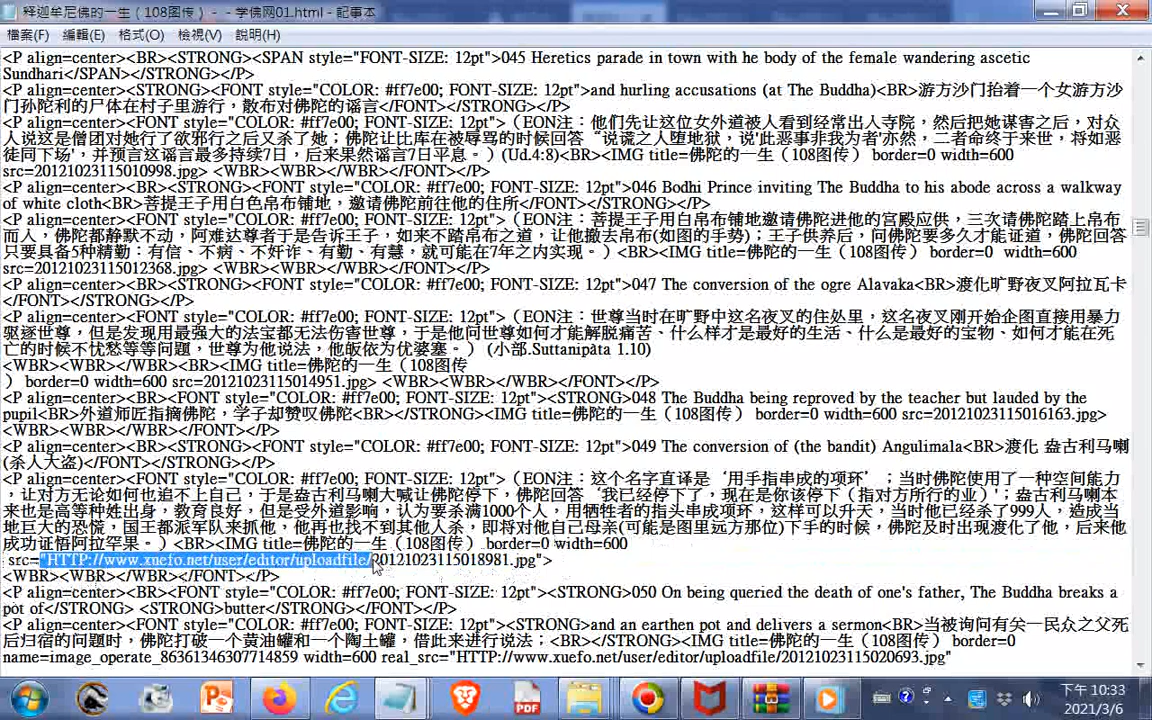 释迦牟尼佛的一生（108图传） - - 学佛网01.html - 記事本
檔案(F) 編輯(E) 格式(O) 檢視(V) 說明(H)
<P align=center><BR><STRONG><SPAN style="FONT-SIZE: 12pt">045 Heretics parade in town with he body of the female wandering ascetic
Sundhari</SPAN></STRONG></P>
<P align=center><STRONG><FONT style="COLOR: #ff7e00; FONT-SIZE: 12pt">and hurling accusations (at The Buddha)<BR>游方沙门抬着一个女游方沙
门孙陀利的尸体在村子里游行，散布对佛陀的谣言</FONT></STRONG></P>
<P align=center><FONT style="COLOR: #ff7e00; FONT-SIZE: 12pt">（EON注：他们先让这位女外道被人看到经常出入寺院，然后把她谋害之后，对众
人说这是僧团对她行了欲邪行之后又杀了她；佛陀让比库在被辱骂的时候回答‘说谎之人堕地狱，说'此恶事非我为者'亦然，二者命终于来世，将如恶
徒同下场'，并预言这谣言最多持续7日，后来果然谣言7日平息。）(Ud.4:8)<BR><IMG title=佛陀的一生（108图传） border=0 width=600
src=20121023115010998.jpg> <WBR><WBR></WBR></FONT></P>
<P align=center><BR><STRONG><FONT style="COLOR: #ff7e00; FONT-SIZE: 12pt">046 Bodhi Prince inviting The Buddha to his abode across a walkway
of white cloth<BR>菩提王子用白色帛布铺地，邀请佛陀前往他的住所</FONT></STRONG></P>
<P align=center><FONT style="COLOR: #ff7e00; FONT-SIZE: 12pt">（EON注：菩提王子用白帛布铺地邀请佛陀进他的宫殿应供，三次请佛陀踏上帛布
而人，佛陀都静默不动，阿难达尊者于是告诉王子，如来不踏帛布之道，让他撤去帛布(如图的手势)；王子供养后，问佛陀要多久才能证道，佛陀回答
只要具备5种精勤：有信、不病、不奸诈、有勤、有慧，就可能在7年之内实现。）<BR><IMG title=佛陀的一生（108图传） border=0  width=600
src=20121023115012368.jpg> <WBR><WBR></WBR></FONT></P>
<P align=center><BR><STRONG><FONT style="COLOR: #ff7e00; FONT-SIZE: 12pt">047 The conversion of the ogre Alavaka<BR>渡化旷野夜叉阿拉瓦卡
</FONT></STRONG></P>
<P align=center><FONT style="COLOR: #ff7e00; FONT-SIZE: 12pt">（EON注：世尊当时在旷野中这名夜叉的住处里，这名夜叉刚开始企图直接用暴力
驱逐世尊，但是发现用最强大的法宝都无法伤害世尊，于是他问世尊如何才能解脱痛苦、什么样才是最好的生活、什么是最好的宝物、如何才能在死
亡的时候不忧愁等等问题，世尊为他说法，他皈依为优婆塞。） (小部.Suttanipâta 1.10)
<WBR><WBR></WBR><BR><IMG title=佛陀的一生（108图传
） border=0 width=600 src=20121023115014951.jpg> <WBR><WBR></WBR></FONT></P>
<P align=center><BR><STRONG><FONT style="COLOR: #ff7e00; FONT-SIZE: 12pt">048 The Buddha being reproved by the teacher but lauded by the
pupil<BR>外道师匠指摘佛陀，学子却赞叹佛陀<BR></STRONG><IMG title=佛陀的一生（108图传） border=0 width=600 src=20121023115016163.jpg>
<WBR><WBR></WBR></FONT></P>
<P align=center><BR><STRONG><FONT style="COLOR: #ff7e00; FONT-SIZE: 12pt">049 The conversion of (the bandit) Angulimala<BR>渡化 盎古利马喇
(杀人大盗)</FONT></STRONG></P>
<P align=center><FONT style="COLOR: #ff7e00; FONT-SIZE: 12pt">（EON注：这个名字直译是‘用手指串成的项环’；当时佛陀使用了一种空间能力
，让对方无论如何也追不上自己，于是盎古利马喇大喊让佛陀停下，佛陀回答‘我已经停下了，现在是你该停下（指对方所行的业）'；盎古利马喇本
来也是高等种姓出身，教育良好，但是受外道影响，认为要杀满1000个人，用牺牲者的指头串成项环，这样可以升天，当时他已经杀了999人，造成当
地巨大的恐慌，国王都派军队来抓他，他再也找不到其他人杀，即将对他自己母亲(可能是图里远方那位)下手的时候，佛陀及时出现渡化了他，后来他
成功证悟阿拉罕果。）<BR><IMG title=佛陀的一生（108图传） border=0 width=600
src="HTTP://www.xuefo.net/user/editor/uploadfile/20121023115018981.jpg">
<WBR><WBR></WBR></FONT></P>
<P align=center><BR><FONT style="COLOR: #ff7e00; FONT-SIZE: 12pt"><STRONG>050 On being queried the death of one's father, The Buddha breaks a
pot of</STRONG> <STRONG>butter</STRONG></FONT></P>
<P align=center><FONT style="COLOR: #ff7e00; FONT-SIZE: 12pt"><STRONG>and an earthen pot and delivers a sermon<BR>当被询问有关一民众之父死
后归宿的问题时，佛陀打破一个黄油罐和一个陶土罐，借此来进行说法；<BR></STRONG><IMG title=佛陀的一生（108图传）
name=image_operate_86361346307714859 width=600 real_src="HTTP://www.xuefo.net/user/editor/uploadfile/20121023115020693.jpg"
PDF
下午 10:33
2021/3/6